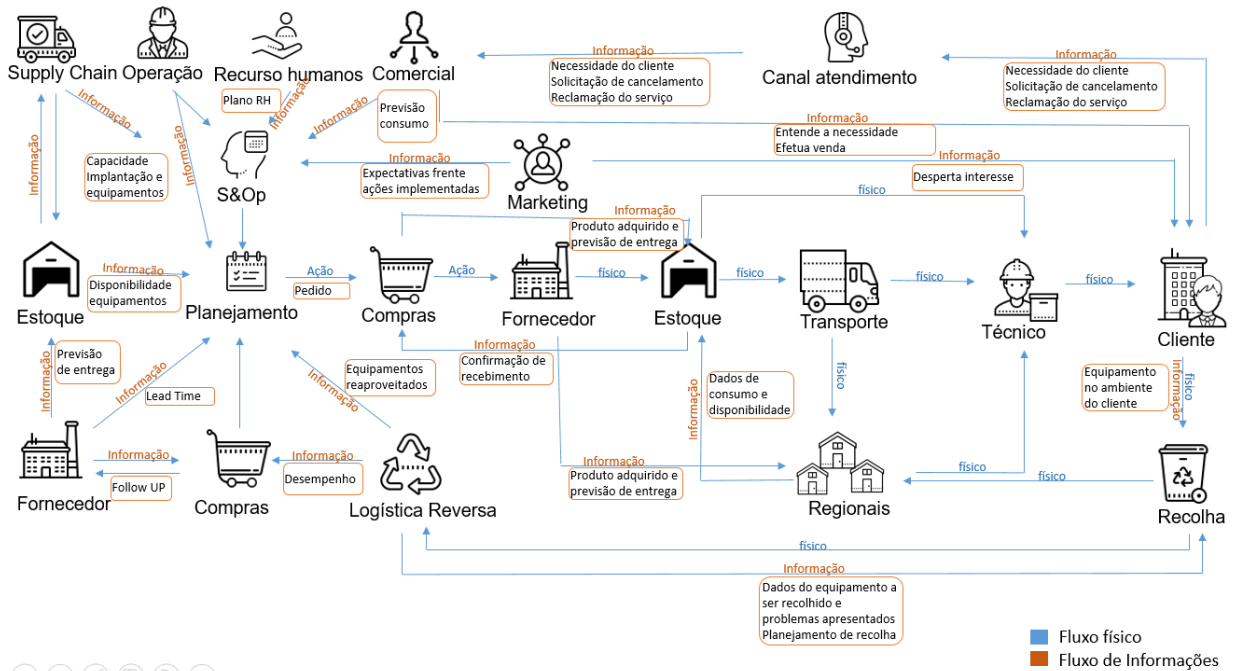 Supply Chain
Operação
Recurso humanos
Comercial
Canal atendimento
Informação
Necessidade do cliente
Solicitação de cancelamento
Reclamação do serviço
Informação
Necessidade do cliente
Solicitação de cancelamento
Reclamação do serviço
Informação
Plano RH
Informação
Informação
Previsão
consumo
Informação
Entende a necessidade
Efetua venda
Informação
Informação
Capacidade
Implantação e
equipamentos
S&Op
Informação
Expectativas frente
ações implementadas
Marketing
Informação
Desperta interesse
físico
Informação
Produto adquirido e
previsão de entrega
Estoque
Informação
Disponibilidade
equipamentos
Planejamento
Ação
Pedido
Compras
Ação
Fornecedor
físico
Estoque
físico
Transporte
físico
Técnico
físico
Cliente
Informação
Previsão
de entrega
Informação
Lead Time
Informação
Equipamentos
reaproveitados
Informação
Confirmação de
recebimento
Informação
Dados de
consumo e
disponibilidade
físico
Equipamento
no ambiente
do cliente
Informação
físico
Fornecedor
Informação
Follow UP
Compras
Informação
Desempenho
Logística Reversa
Informação
Produto adquirido e
previsão de entrega
Regionais
físico
físico
Recolha
físico
Informação
Dados do equipamento a
ser recolhido e
problemas apresentados
Planejamento de recolha
Fluxo físico
Fluxo de Informações